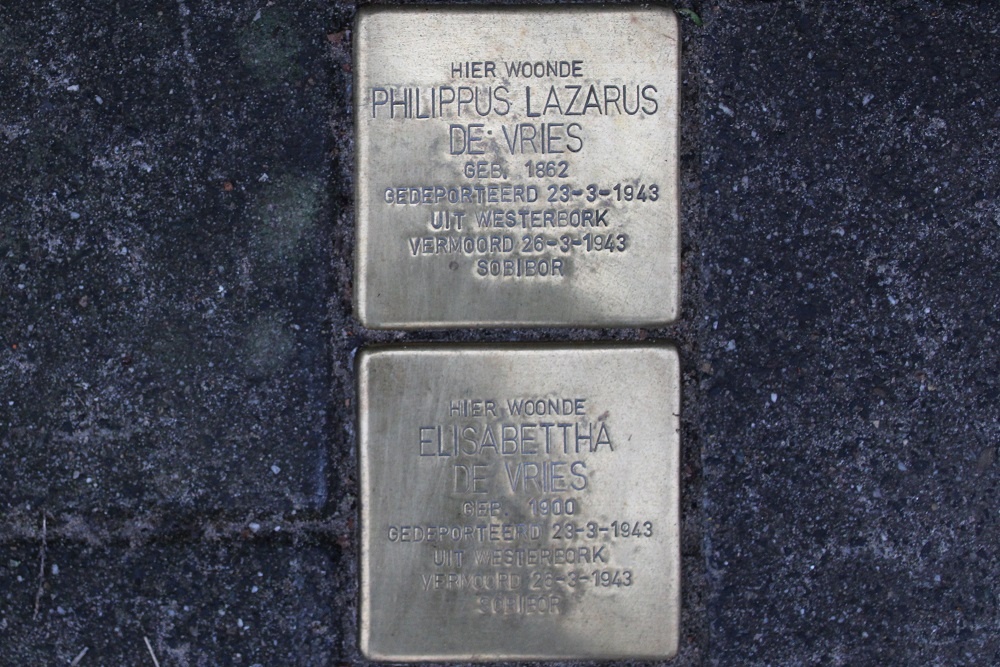 HIER WOONDE
PHILIPPUS LAZARUS
DE VRIES
GEB. 1862
GEDEPORTEERD 23-3-1943
UIT WESTERBORK
VERMOORD 26-3-1943
SOBIBOR
HIER WOONDE
ELISABETTHA
DE VRIES
GEB. 1900
GEDEPORTEERD 23-3-1943
UIT WESTERBORK
VERMOORD 26-3-1943
SOBIBOR